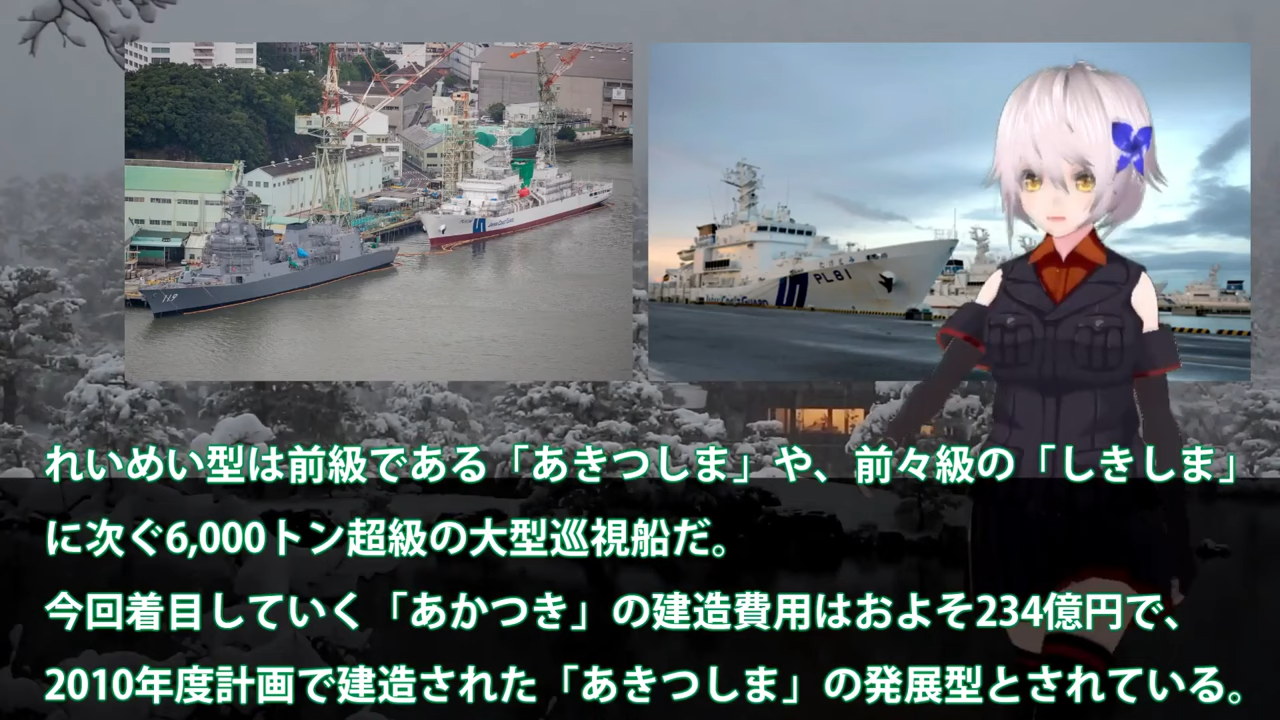 119
PL81
Japan Coast Guard
れいめい型は前級である「あきつしま」や、前々級の「しきしま」
に次ぐ6,000トン超級の大型巡視船だ。
今回着目していく「あかつき」の建造費用はおよそ234億円で、
2010年度計画で建造された「あきつしま」の発展型とされている。